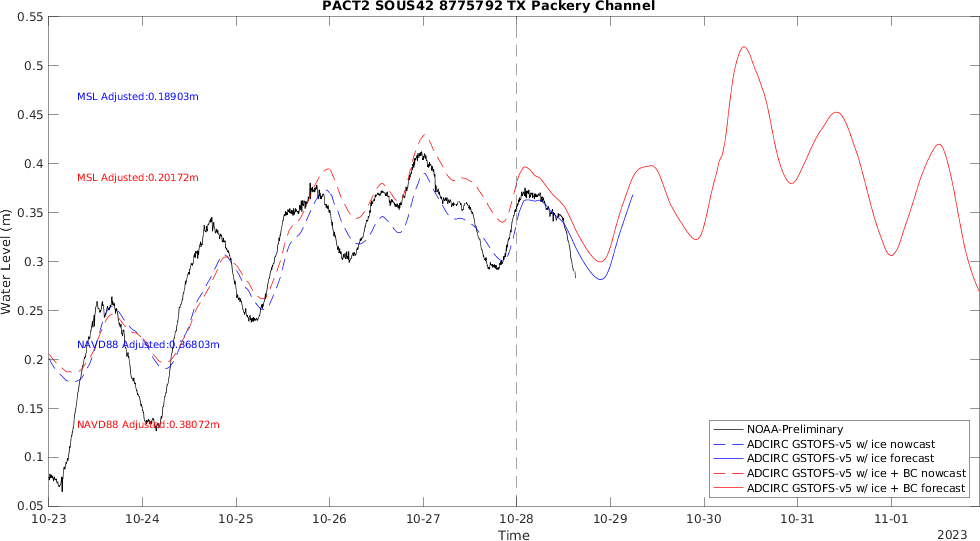 PACT2 SOUS42 8775792 TX Packery Channel
0.55
0.5
0.45
0.4
0.35
0.3
0.25
0.2
0.15
0.1
0.05
Water Level (m)
MSL Adjusted:0.18903m
MSL Adjusted:0.20172m
NAVD88 Adjusted:0.36803m
NAVD88 Adjusted:0.38072m
NOAA-Preliminary
ADCIRC GSTOFS-v5 w/ ice nowcast
ADCIRC GSTOFS-v5 w/ ice forecast
ADCIRC GSTOFS-v5 w/ ice + BC nowcast
ADCIRC GSTOFS-v5 w/ ice + BC forecast
10-23 10-24 10-25 10-26 10-27 10-28 10-29 10-30 10-31 11-01
Time
2023